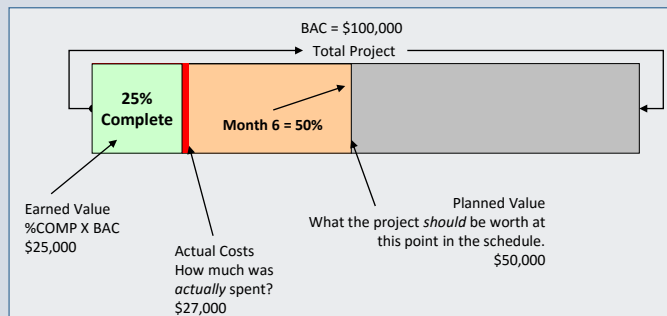 BAC = $100,000
Total Project
25%
Complete
Month 6 = 50%
Earned Value
%COMP X BAC
$25,000
Actual Costs
How much was
actually spent?
$27,000
Planned Value
What the project should be worth at
this point in the schedule.
$50,000